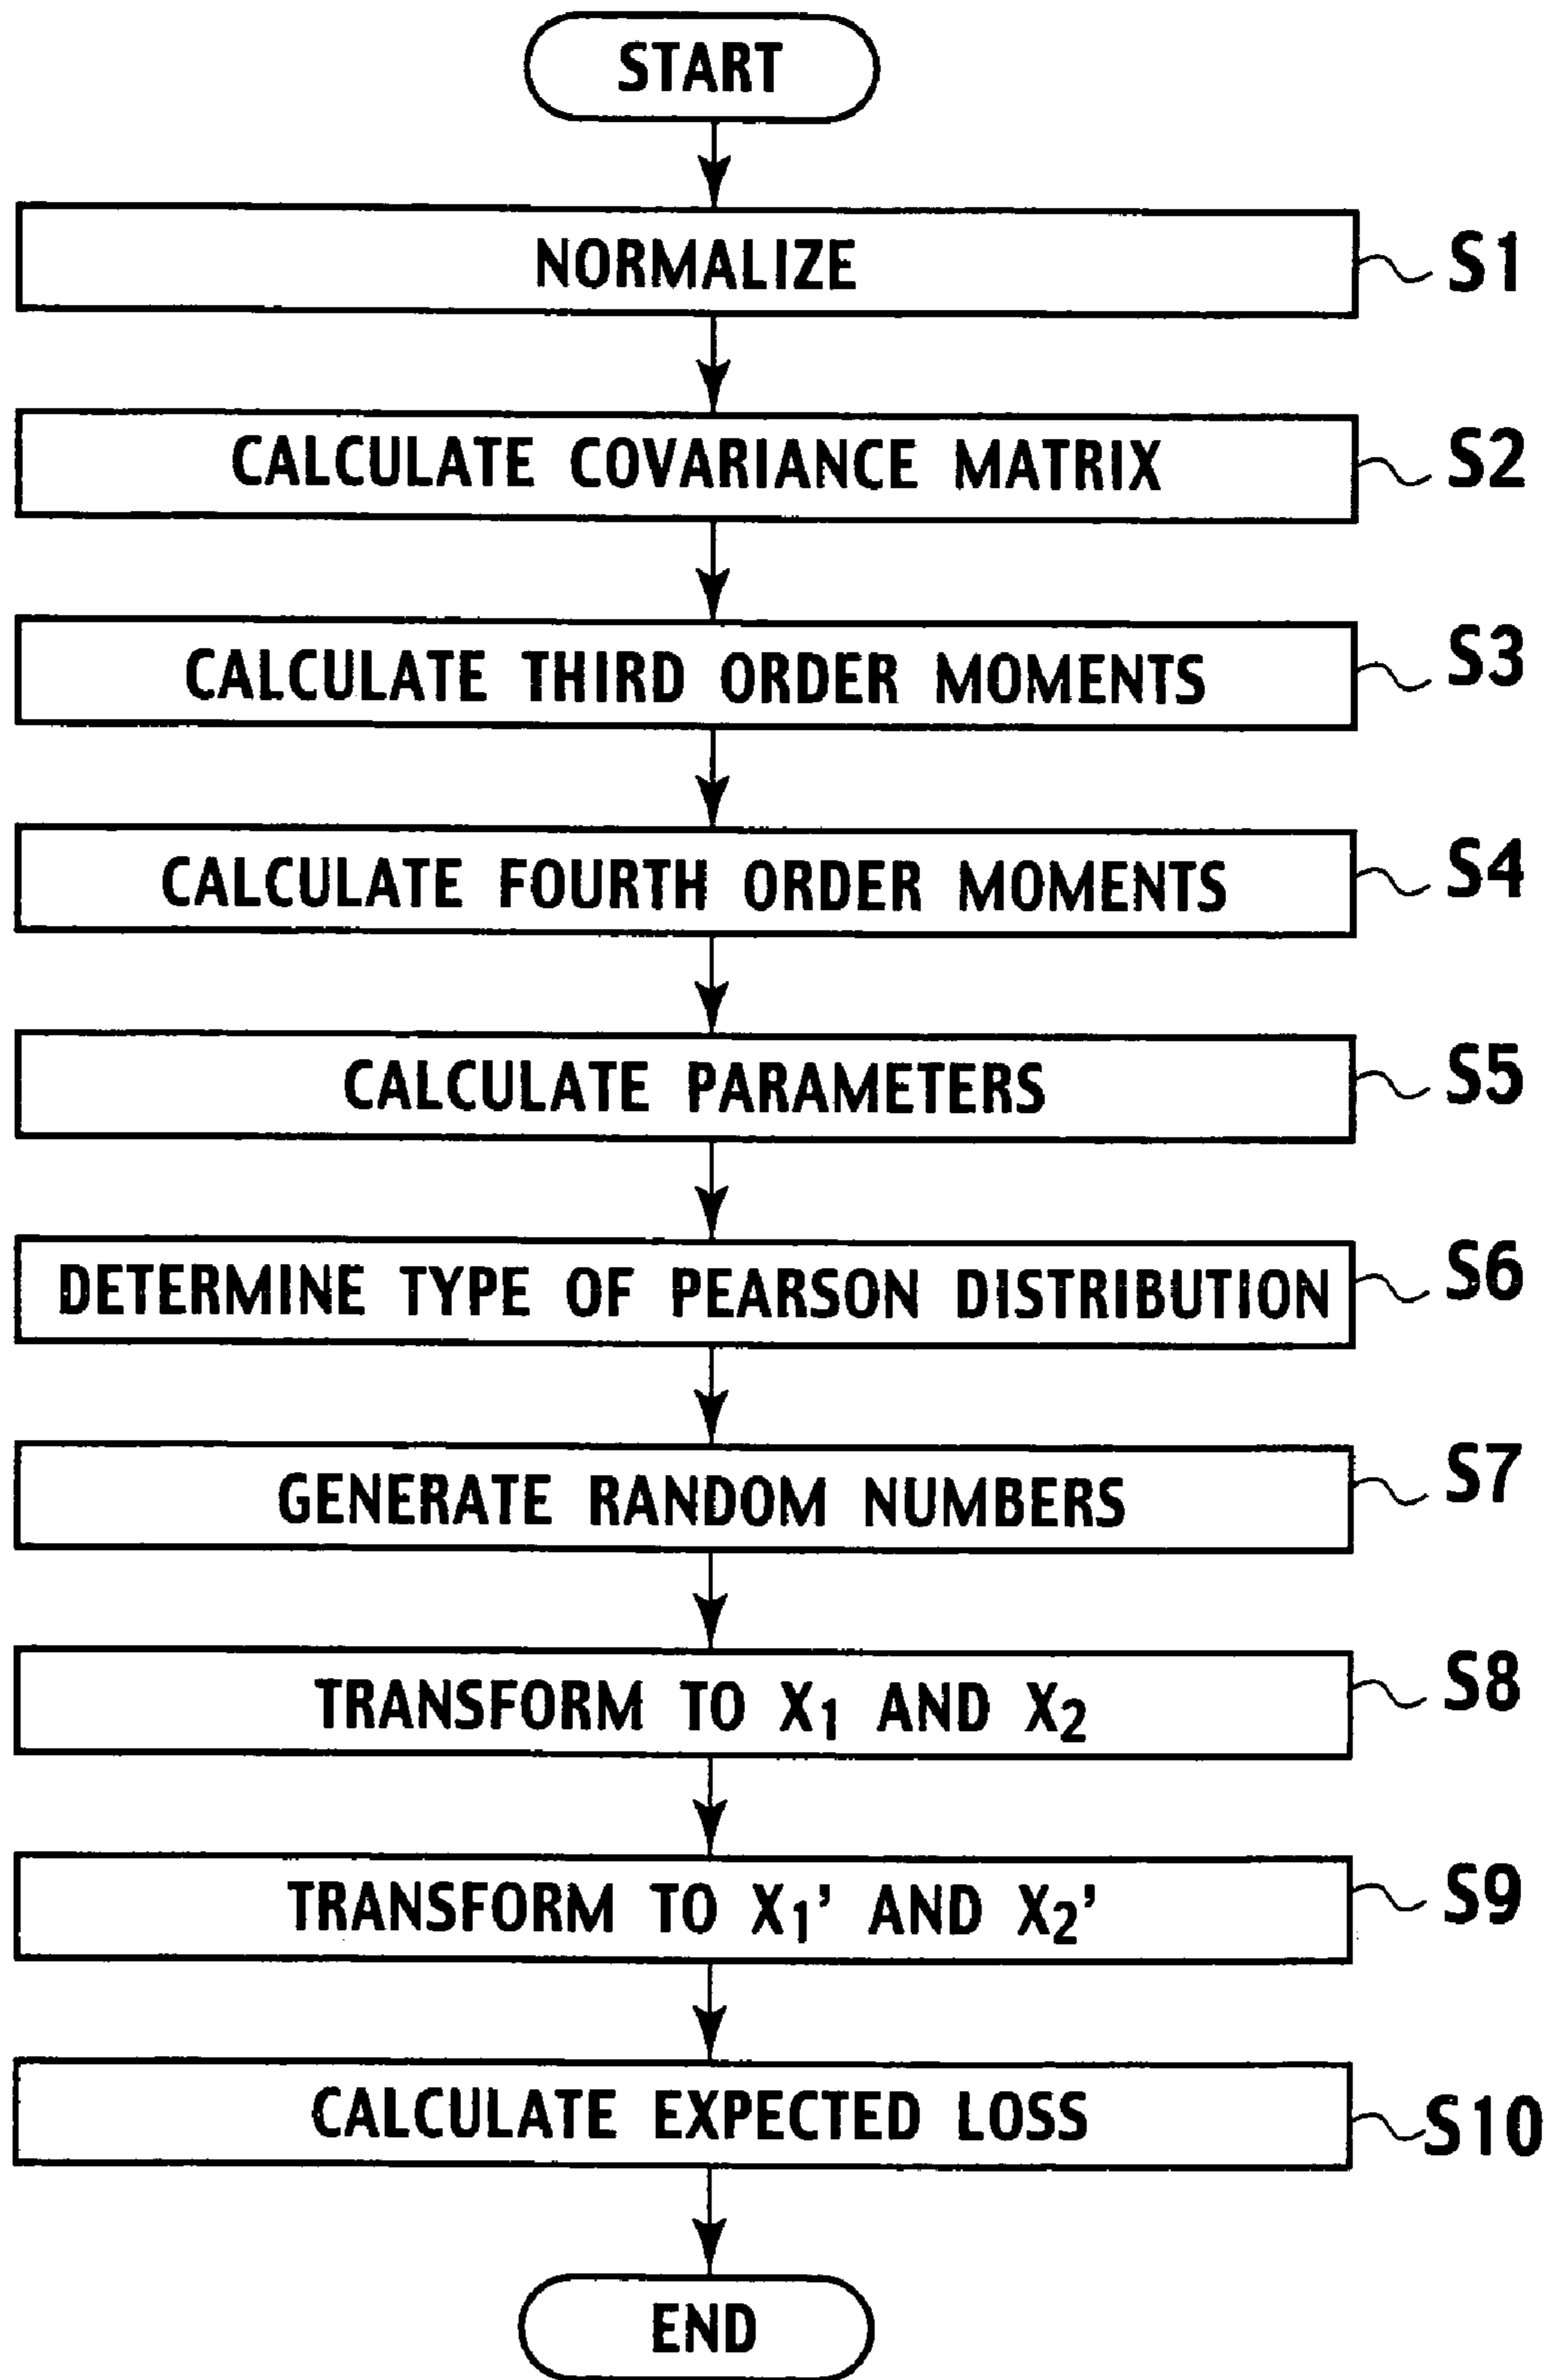 START
NORMALIZE
S1
CALCULATE COVARIANCE MATRIX
S2
CALCULATE THIRD ORDER MOMENTS
S3
CALCULATE FOURTH ORDER MOMENTS
S4
CALCULATE PARAMETERS
S5
DETERMINE TYPE OF PEARSON DISTRIBUTION
S6
GENERATE RANDOM NUMBERS
S7
TRANSFORM TO X₁ AND X₂
S8
TRANSFORM TO X₁' AND X₂'
S9
CALCULATE EXPECTED LOSS
S10
END